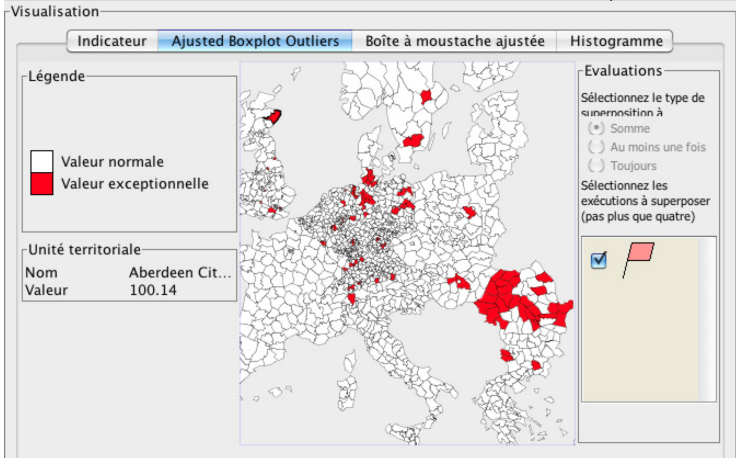 Visualisation
Indicateur
Ajusted Boxplot Outliers
Boîte à moustache ajustée
Histogramme
Légende
Valeur normale
Valeur exceptionnelle
Unité territoriale
Nom Aberdeen Cit...
Valeur 100.14
Evaluations
Sélectionnez le type de
superposition à
Somme
Au moins une fois
Toujours
Sélectionnez les
exécutions à superposer
(pas plus que quatre)